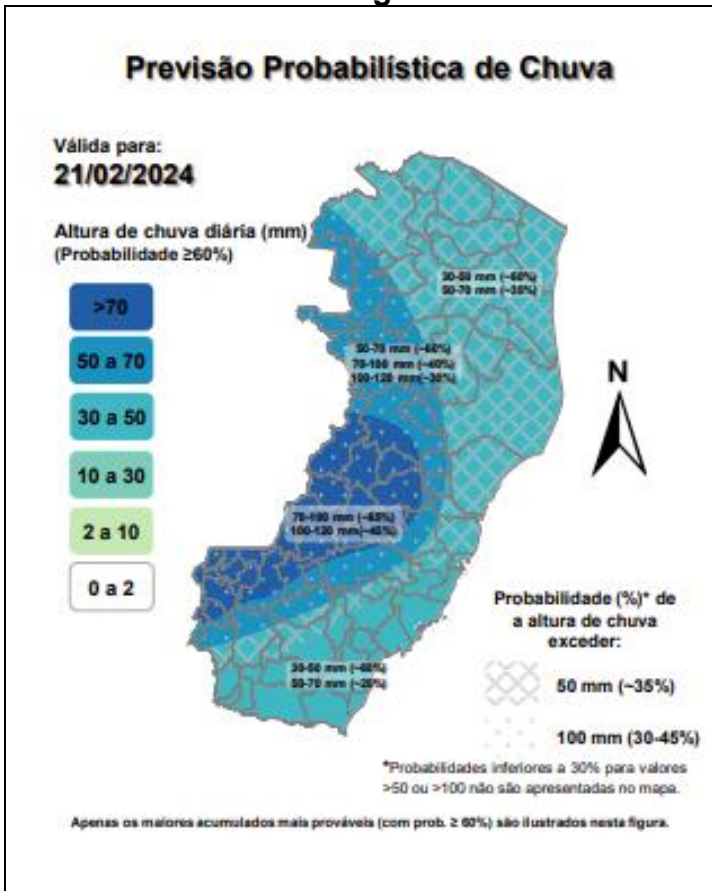 Previsão Probabilística de Chuva
Válida para:
21/02/2024
Altura de chuva diária (mm)
(Probabilidade ≥60%)
>70
50 a 70
30 a 50
10 a 30
2 a 10
0 a 2
30-50 mm (~60%)
50-70 mm (~35%)
50-70 mm (~60%)
70-100 mm (~40%)
100-120 mm(~30%)
70-100 mm (~65%)
100-120 mm(~45%)
30-50 mm (~60%)
50-70 mm (~20%)
N
Probabilidade (%)* de
a altura de chuva
exceder:
50 mm (~35%)
100 mm (30-45%)
*Probabilidades inferiores a 30% para valores
>50 ou >100 não são apresentadas no mapa.
Apenas os maiores acumulados mais prováveis (com prob. ≥ 60%) são ilustrados nesta figura.